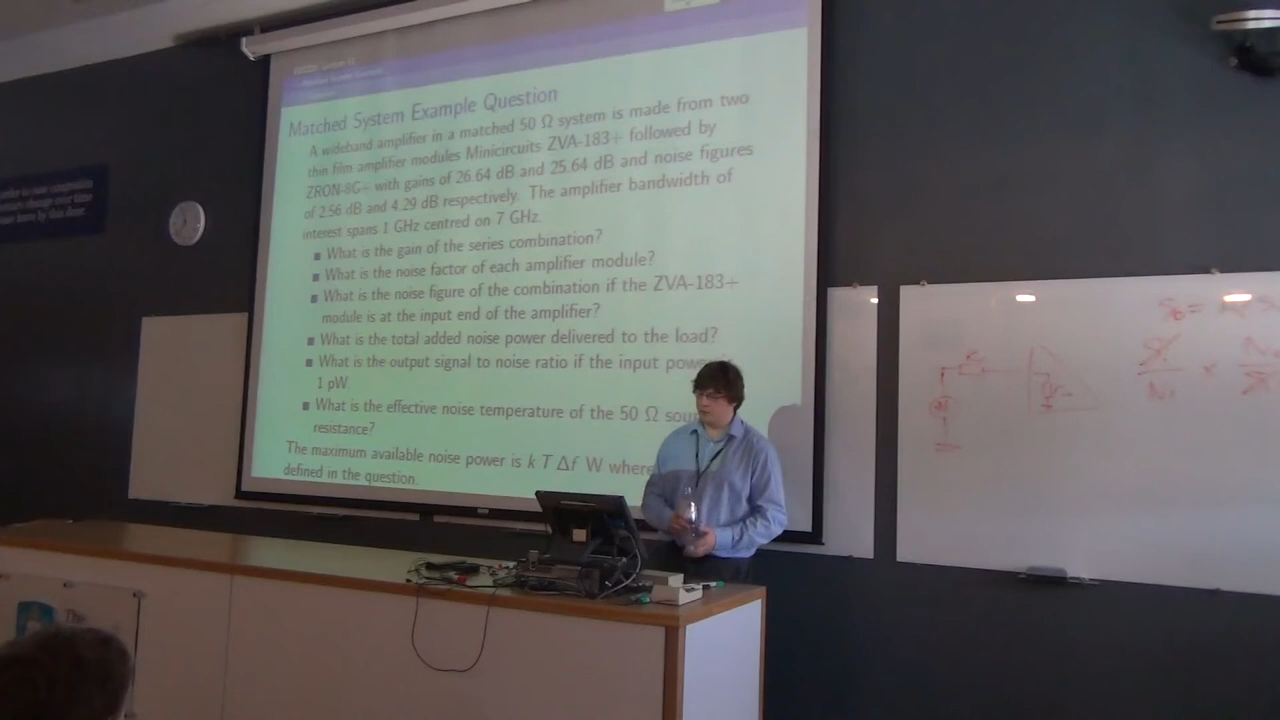 Matched System Example Question
A wideband amplifier in a matched 50 Ω system is made from two
thin film amplifier modules Minicircuits ZVA-183+ followed by
ZRON-8G+ with gains of 26.64 dB and 25.64 dB and noise figures
of 2.56 dB and 4.29 dB respectively. The amplifier bandwidth of
interest spans 1 GHz centred on 7 GHz.
What is the gain of the series combination?
What is the noise factor of each amplifier module?
What is the noise figure of the combination if the ZVA-183+
module is at the input end of the amplifier?
What is the total added noise power delivered to the load?
What is the output signal to noise ratio if the input power
1 pW
What is the effective noise temperature of the 50 Ω
resistance?
The maximum available noise power is k T Δf W where
defined in the question.
The